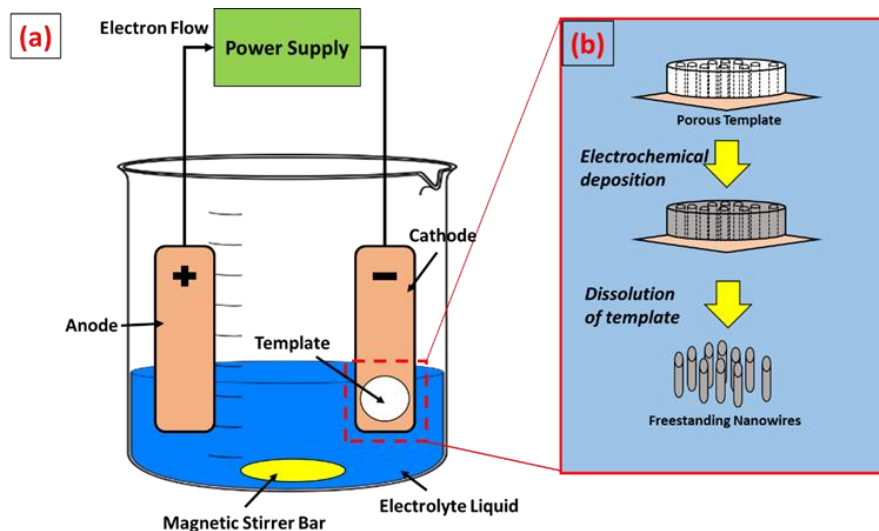 (a)
Electron Flow
Power Supply
+
−
Cathode
Anode
Template
Electrolyte Liquid
Magnetic Stirrer Bar
(b)
Porous Template
Electrochemical
deposition
Dissolution
of template
Freestanding Nanowires